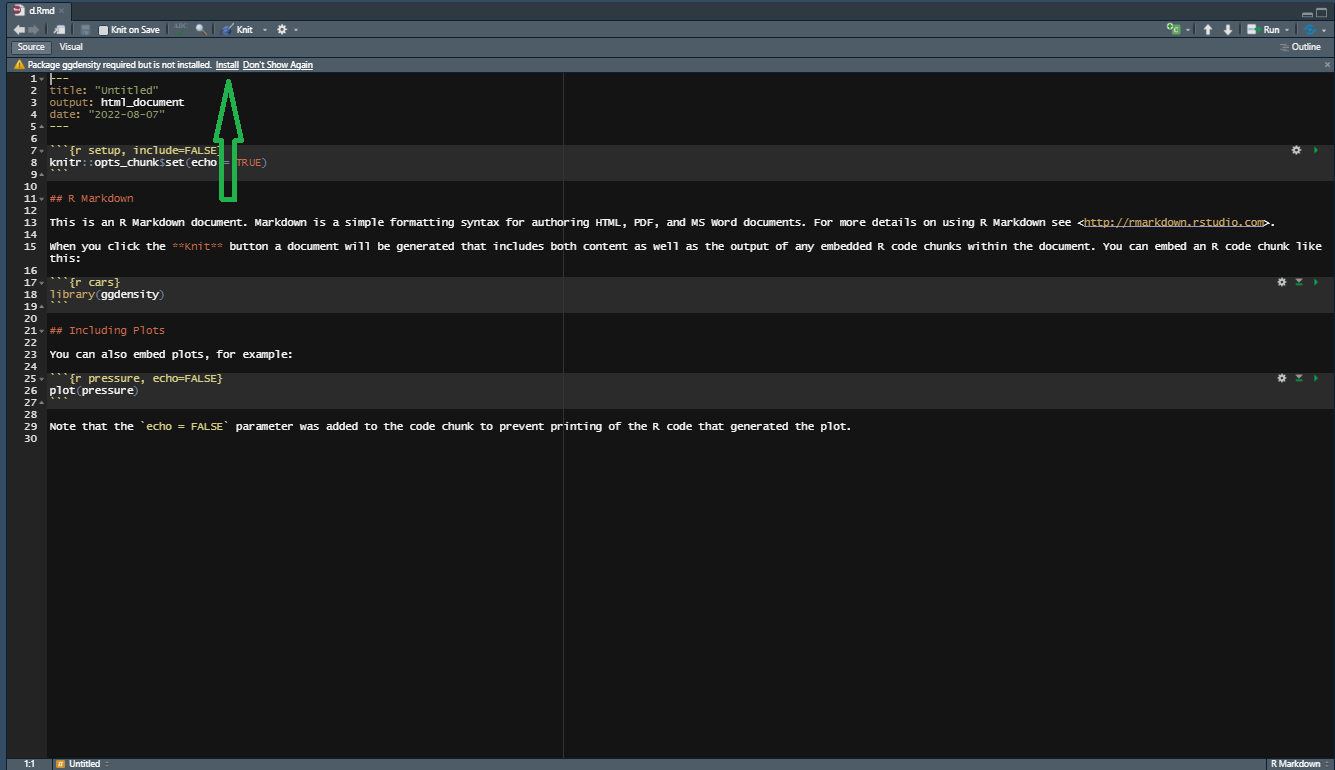 d.Rmd
Knit on Save ABC Knit Run
Source Visual Outline
Package ggdensity required but is not installed. Install Don't Show Again
1 ---
2 title: "Untitled"
3 output: html_document
4 date: "2022-08-07"
5 ---
6
7 ```{r setup, include=FALSE}
8 knitr::opts_chunk$set(echo = TRUE)
9 ```
10
11 ## R Markdown
12
13 This is an R Markdown document. Markdown is a simple formatting syntax for authoring HTML, PDF, and MS Word documents. For more details on using R Markdown see <http://rmarkdown.rstudio.com>.
14
15 When you click the **Knit** button a document will be generated that includes both content as well as the output of any embedded R code chunks within the document. You can embed an R code chunk like
this:
16
17 ```{r cars}
18 library(ggdensity)
19 ```
20
21 ## Including Plots
22
23 You can also embed plots, for example:
24
25 ```{r pressure, echo=FALSE}
26 plot(pressure)
27 ```
28
29 Note that the `echo = FALSE` parameter was added to the code chunk to prevent printing of the R code that generated the plot.
30
1:1 # Untitled R Markdown